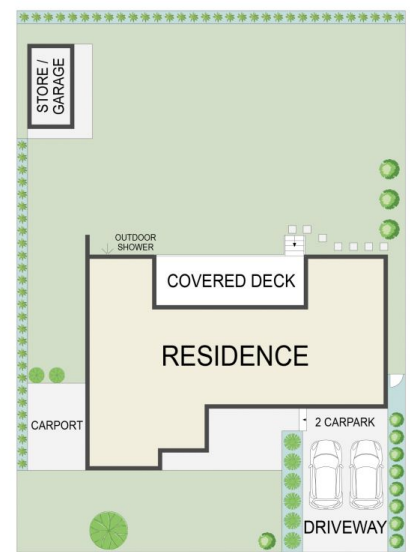 STORE /
GARAGE
OUTDOOR
SHOWER
COVERED DECK
RESIDENCE
CARPORT
2 CARPARK
DRIVEWAY